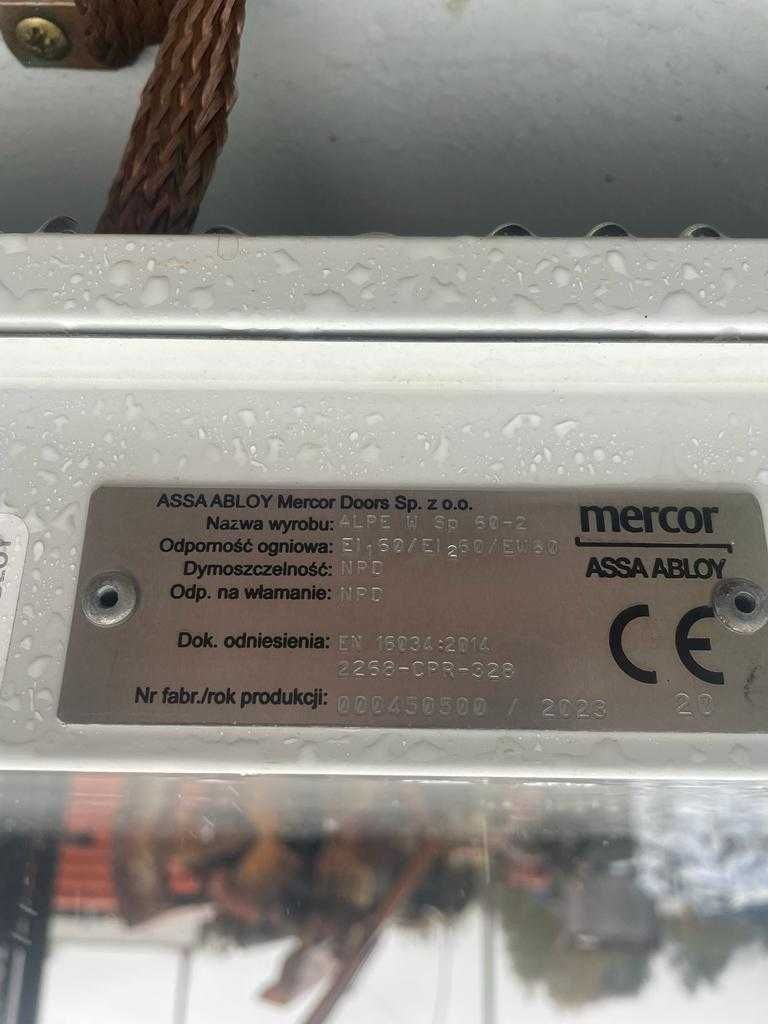 ASSA ABLOY Mercor Doors Sp. z o.o.
Nazwa wyrobu: ALPE W Sp 60-2
Odporność ogniowa: EI₁60/EI₂60/EW60
Dymoszczelność: NPD
Odp. na włamanie: NPD
Dok. odniesienia: EN 16034:2014
2268-CPR-328
Nr fabr./rok produkcji: 000450500 / 2023
mercor
ASSA ABLOY
CE
20